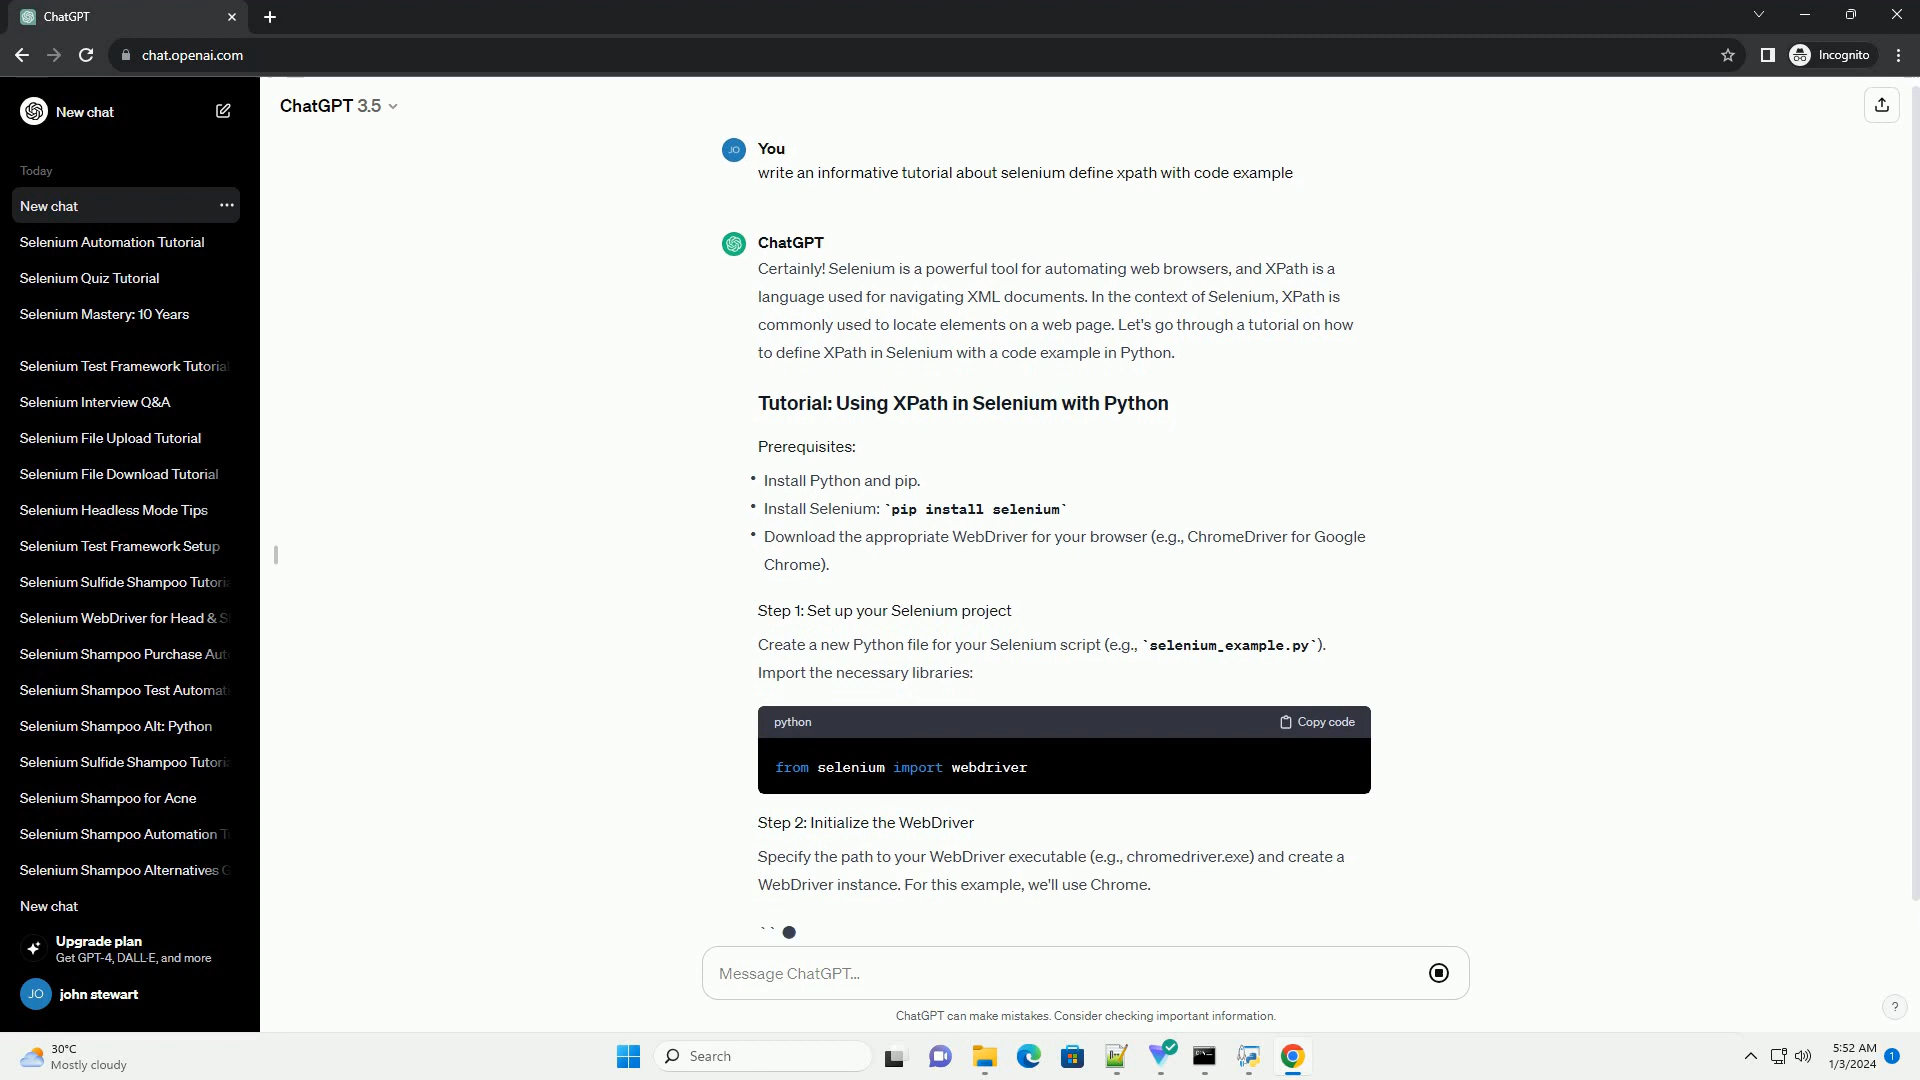 ChatGPT
chat.openai.com
Incognito
New chat
Today
New chat
Selenium Automation Tutorial
Selenium Quiz Tutorial
Selenium Mastery: 10 Years
Selenium Test Framework Tutorial
Selenium Interview Q&A
Selenium File Upload Tutorial
Selenium File Download Tutorial
Selenium Headless Mode Tips
Selenium Test Framework Setup
Selenium Sulfide Shampoo Tutoria
Selenium WebDriver for Head & S
Selenium Shampoo Purchase Aut
Selenium Shampoo Test Automat
Selenium Shampoo Alt: Python
Selenium Sulfide Shampoo Tutoria
Selenium Shampoo for Acne
Selenium Shampoo Automation T
Selenium Shampoo Alternatives G
New chat
Upgrade plan
Get GPT-4, DALL·E, and more
JO john stewart
ChatGPT 3.5
JO You
write an informative tutorial about selenium define xpath with code example
ChatGPT
Certainly! Selenium is a powerful tool for automating web browsers, and XPath is a
language used for navigating XML documents. In the context of Selenium, XPath is
commonly used to locate elements on a web page. Let's go through a tutorial on how
to define XPath in Selenium with a code example in Python.
Tutorial: Using XPath in Selenium with Python
Prerequisites:
• Install Python and pip.
• Install Selenium: `pip install selenium`
• Download the appropriate WebDriver for your browser (e.g., ChromeDriver for Google
Chrome).
Step 1: Set up your Selenium project
Create a new Python file for your Selenium script (e.g., `selenium_example.py`).
Import the necessary libraries:
python Copy code
from selenium import webdriver
Step 2: Initialize the WebDriver
Specify the path to your WebDriver executable (e.g., chromedriver.exe) and create a
WebDriver instance. For this example, we'll use Chrome.
``
Message ChatGPT...
ChatGPT can make mistakes. Consider checking important information.
?
30°C
Mostly cloudy
Search
5:52 AM
1/3/2024
1